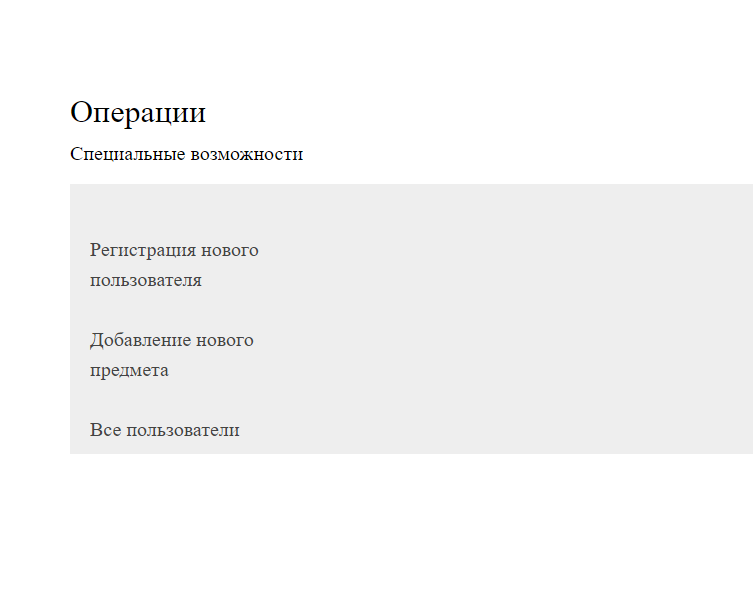 Операции
Специальные возможности
Регистрация нового
пользователя
Добавление нового
предмета
Все пользователи